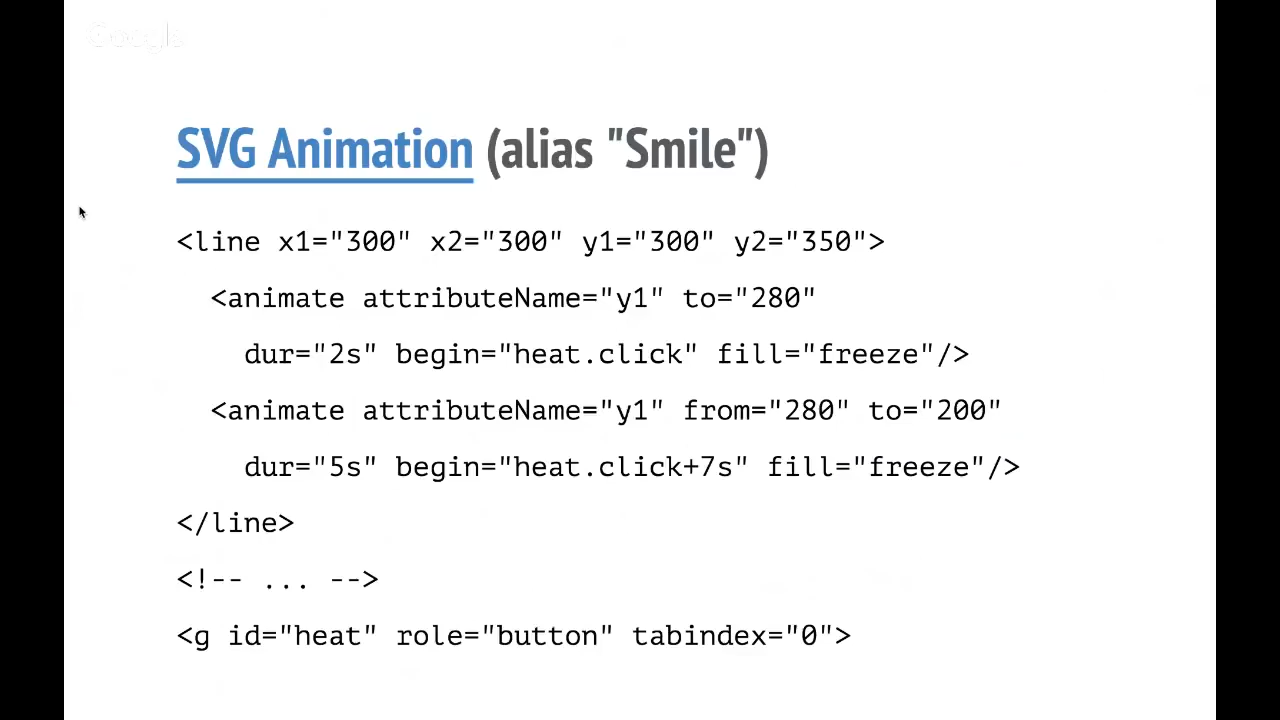 Google
SVG Animation (alias "Smile")
<line x1="300" x2="300" y1="300" y2="350">
<animate attributeName="y1" to="280"
dur="2s" begin="heat.click" fill="freeze"/>
<animate attributeName="y1" from="280" to="200"
dur="5s" begin="heat.click+7s" fill="freeze"/>
</line>
<!-- ... -->
<g id="heat" role="button" tabindex="0">